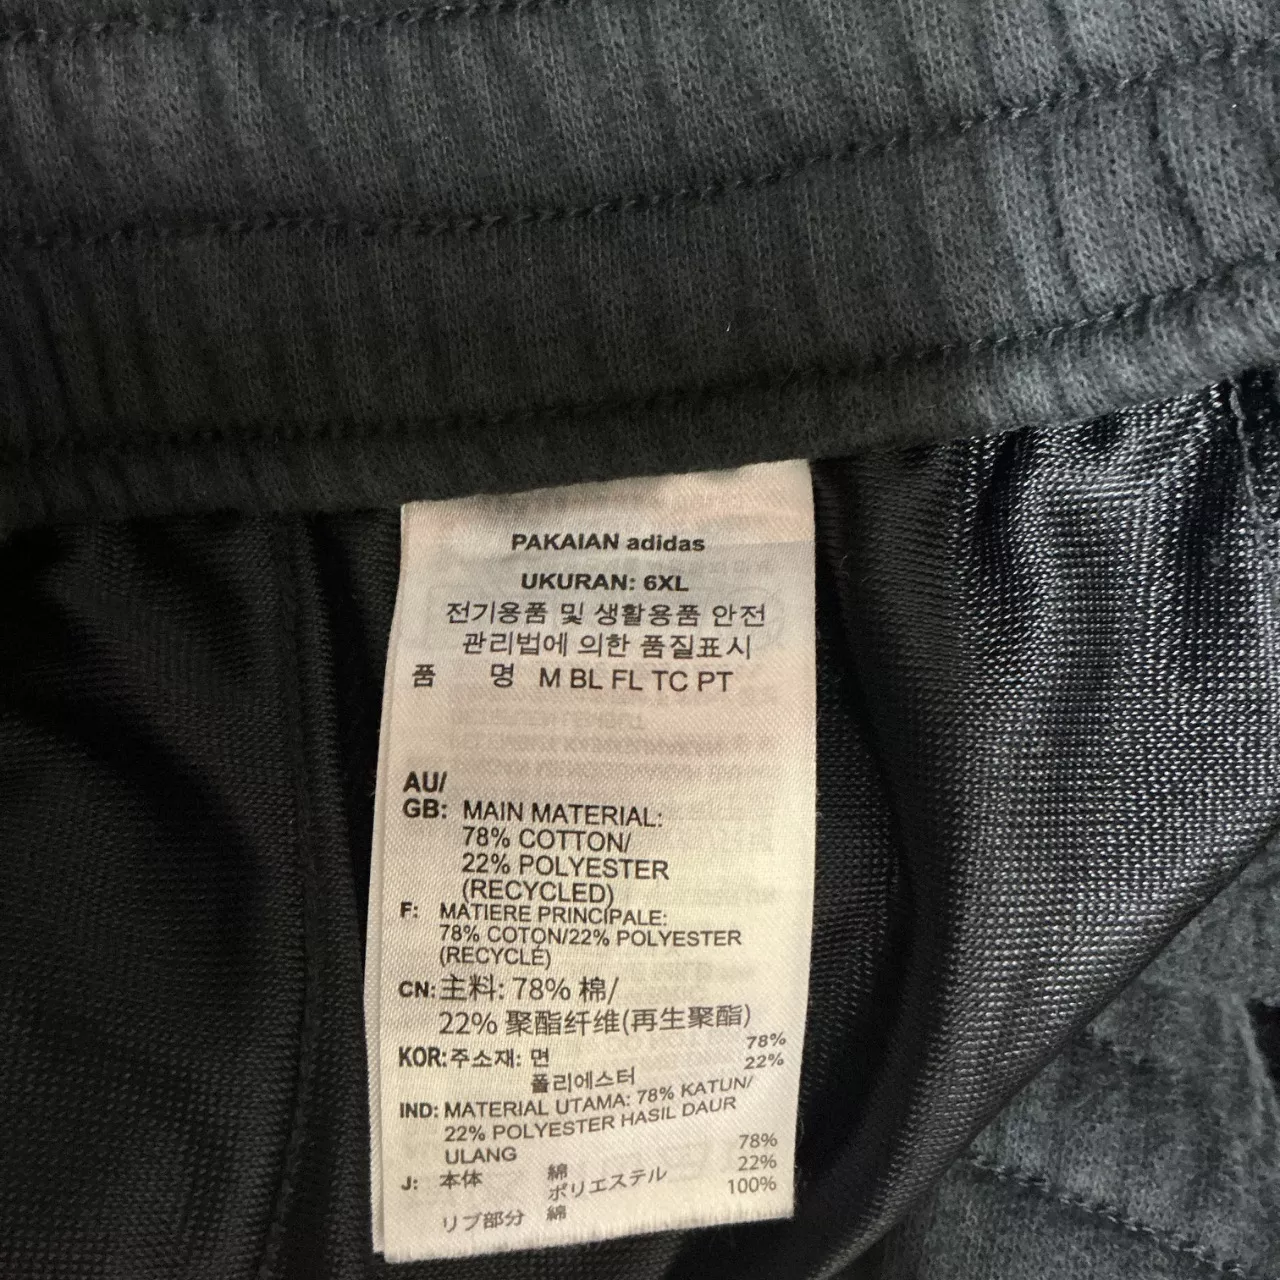 PAKAIAN adidas
UKURAN: 6XL
전기용품 및 생활용품 안전
관리법에 의한 품질표시
품 명 M BL FL TC PT
AU/
GB: MAIN MATERIAL:
78% COTTON/
22% POLYESTER
(RECYCLED)
F: MATIERE PRINCIPALE:
78% COTON/22% POLYESTER
(RECYCLÉ)
CN: 主料: 78% 棉/
22% 聚酯纤维(再生聚酯)
KOR: 주소재: 면 78%
폴리에스터 22%
IND: MATERIAL UTAMA: 78% KATUN/
22% POLYESTER HASIL DAUR
ULANG
J: 本体 綿 78%
ポリエステル 22%
リブ部分 綿 100%